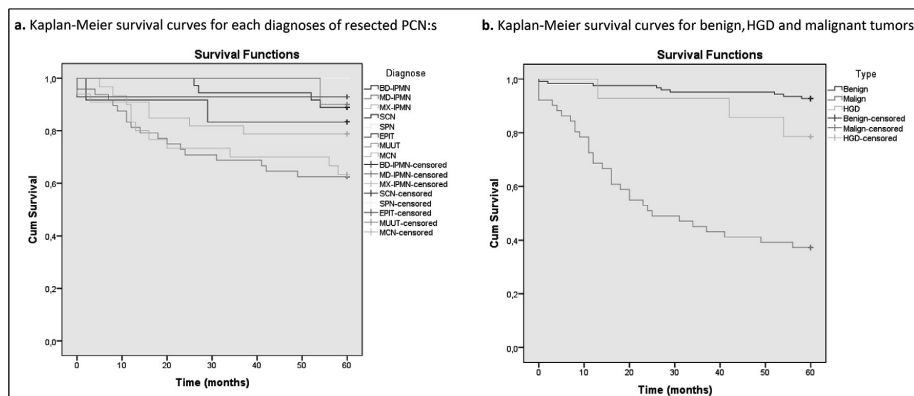 a. Kaplan-Meier survival curves for each diagnoses of resected PCN:s
Survival Functions
Diagnose
BD-IPMN
MD-IPMN
MX-IPMN
SCN
SPN
EPIT
MUUT
MCN
BD-IPMN-censored
MD-IPMN-censored
MX-IPMN-censored
SCN-censored
SPN-censored
EPIT-censored
MUUT-censored
MCN-censored
Cum Survival
1,0
0,8
0,6
0,4
0,2
0,0
0
10
20
30
40
50
60
Time (months)
b. Kaplan-Meier survival curves for benign, HGD and malignant tumors
Survival Functions
Type
Benign
Malign
HGD
Benign-censored
Malign-censored
HGD-censored
Cum Survival
1,0
0,8
0,6
0,4
0,2
0,0
0
10
20
30
40
50
60
Time (months)